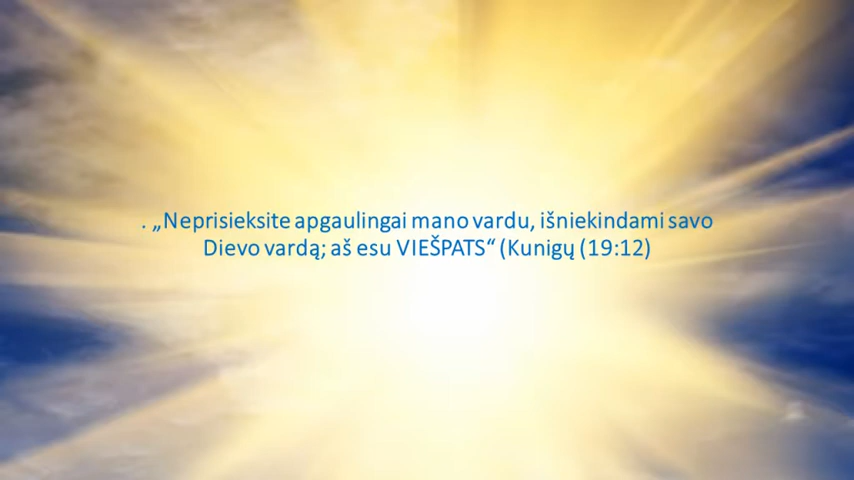 . „Neprisieksite apgaulingai mano vardu, išniekindami savo
Dievo vardą; aš esu VIEŠPATS“ (Kunigų (19:12)